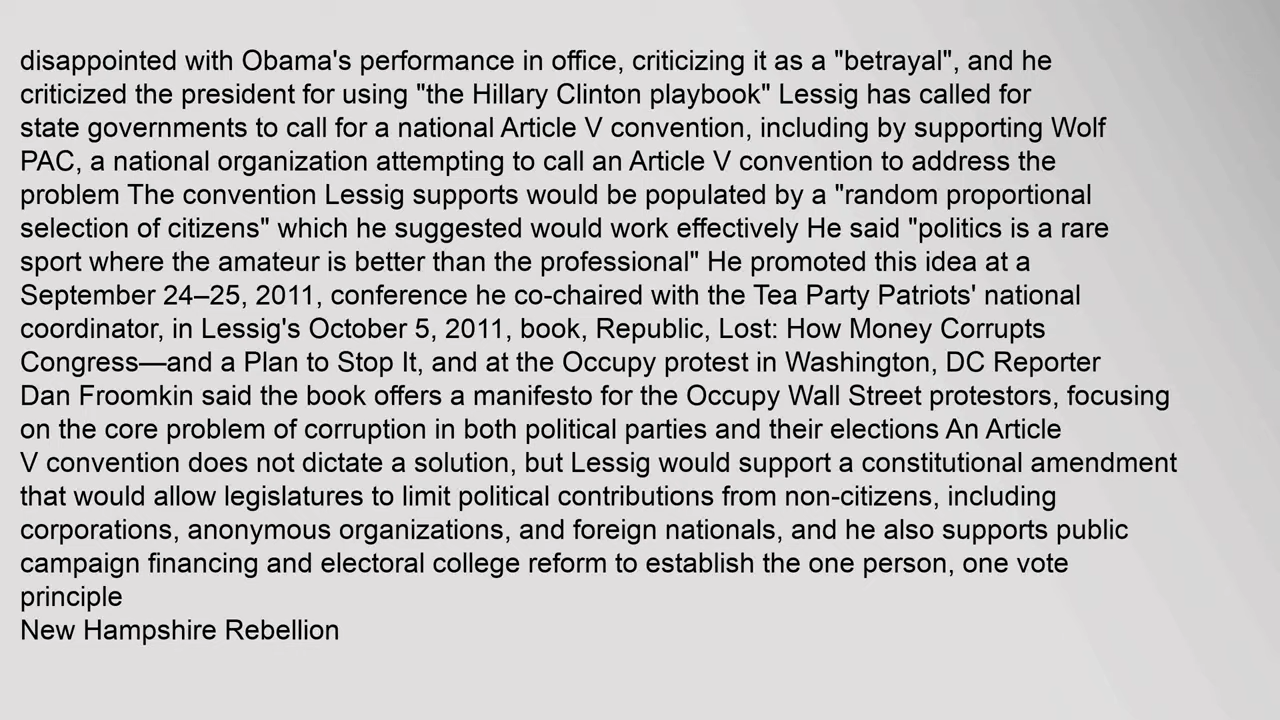 disappointed with Obama's performance in office, criticizing it as a "betrayal", and he
criticized the president for using "the Hillary Clinton playbook" Lessig has called for
state governments to call for a national Article V convention, including by supporting Wolf
PAC, a national organization attempting to call an Article V convention to address the
problem The convention Lessig supports would be populated by a "random proportional
selection of citizens" which he suggested would work effectively He said "politics is a rare
sport where the amateur is better than the professional" He promoted this idea at a
September 24–25, 2011, conference he co-chaired with the Tea Party Patriots' national
coordinator, in Lessig's October 5, 2011, book, Republic, Lost: How Money Corrupts
Congress—and a Plan to Stop It, and at the Occupy protest in Washington, DC Reporter
Dan Froomkin said the book offers a manifesto for the Occupy Wall Street protestors, focusing
on the core problem of corruption in both political parties and their elections An Article
V convention does not dictate a solution, but Lessig would support a constitutional amendment
that would allow legislatures to limit political contributions from non-citizens, including
corporations, anonymous organizations, and foreign nationals, and he also supports public
campaign financing and electoral college reform to establish the one person, one vote
principle
New Hampshire Rebellion